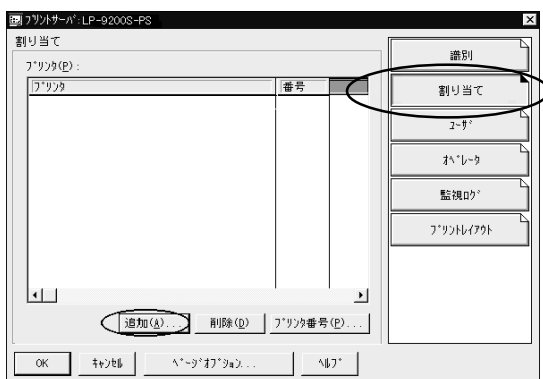 ﾌﾟﾘﾝﾄｻｰﾊﾞ:LP-9200S-PS
割り当て
ﾌﾟﾘﾝﾀ(P):
ﾌﾟﾘﾝﾀ 番号
追加(A)... 削除(D) ﾌﾟﾘﾝﾀ番号(P)...
識別
割り当て
ﾕｰｻﾞ
ｵﾍﾟﾚｰﾀ
監視ﾛｸﾞ
ﾌﾟﾘﾝﾄﾚｲｱｳﾄ
OK ｷｬﾝｾﾙ ﾍﾟｰｼﾞｵﾌﾟｼｮﾝ... ﾍﾙﾌﾟ